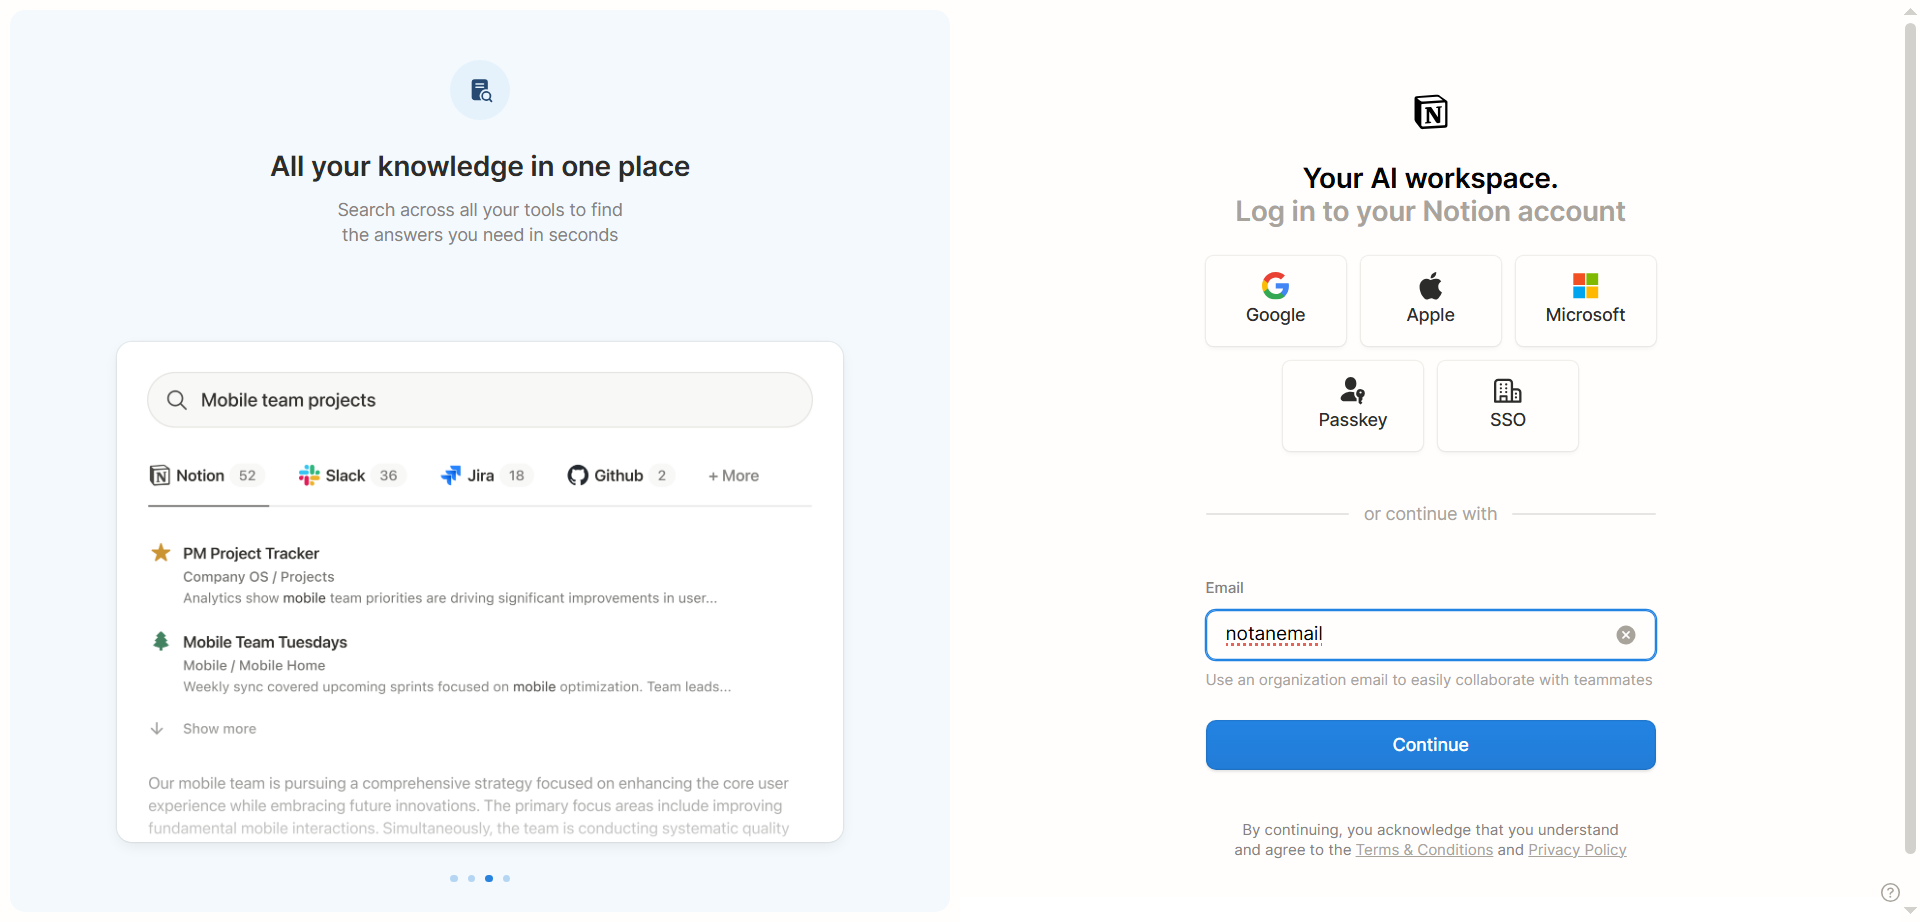 All your knowledge in one place
Search across all your tools to find
the answers you need in seconds
Mobile team projects
Notion 52 Slack 36 Jira 18 Github 2 + More
PM Project Tracker
Company OS / Projects
Analytics show mobile team priorities are driving significant improvements in user...
Mobile Team Tuesdays
Mobile / Mobile Home
Weekly sync covered upcoming sprints focused on mobile optimization. Team leads...
Show more
Our mobile team is pursuing a comprehensive strategy focused on enhancing the core user
experience while embracing future innovations. The primary focus areas include improving
fundamental mobile interactions. Simultaneously, the team is conducting systematic quality
N
Your AI workspace.
Log in to your Notion account
Google Apple Microsoft
Passkey SSO
or continue with
Email
notanemail
Use an organization email to easily collaborate with teammates
Continue
By continuing, you acknowledge that you understand
and agree to the Terms & Conditions and Privacy Policy
?